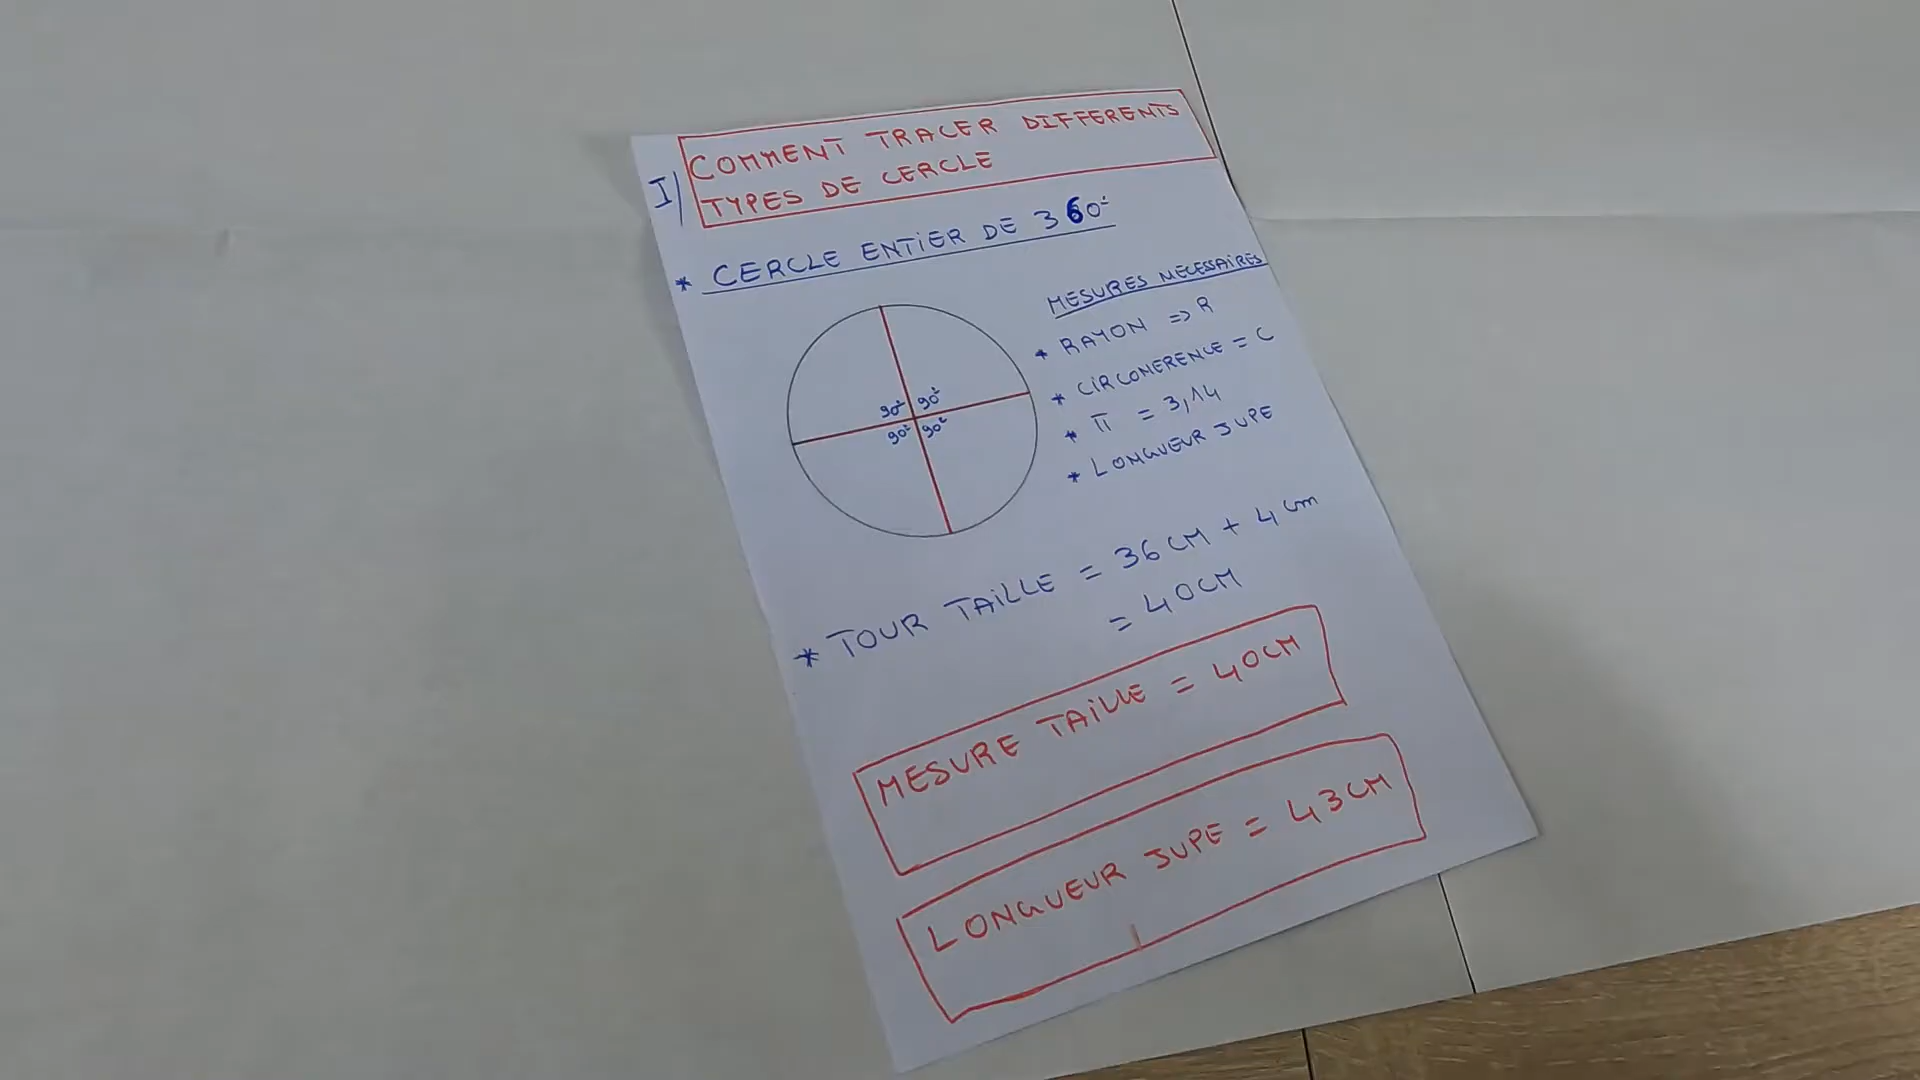 I) COMMENT TRACER DIFFERENTS
TYPES DE CERCLE
* CERCLE ENTIER DE 360°
90° 90°
90° 90°
MESURES NECESSAIRES
* RAYON => R
* CIRCOMERENCE = C
* π = 3,14
* LONGUEUR JUPE
* TOUR TAILLE = 36 CM + 4 cm
= 40CM
MESURE TAILLE = 40CM
LONGUEUR JUPE = 43CM